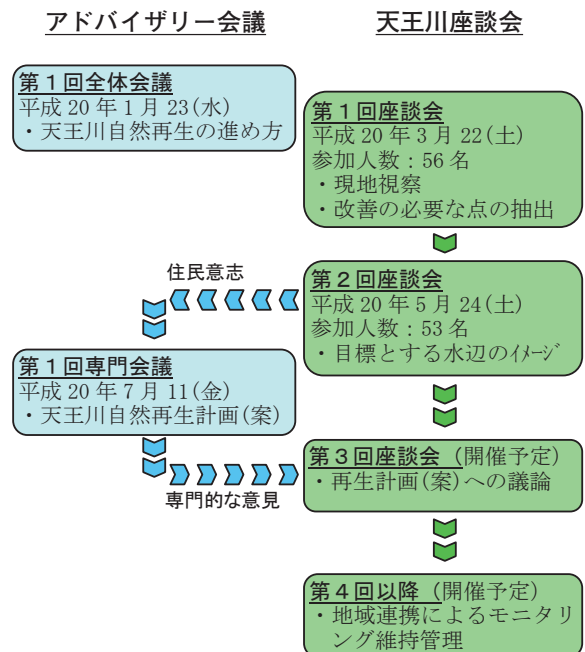 アドバイザリー会議
天王川座談会
第１回全体会議
平成 20 年 1 月 23(水)
・天王川自然再生の進め方
第１回座談会
平成 20 年 3 月 22(土)
参加人数：56 名
・現地視察
・改善の必要な点の抽出
住民意志
第２回座談会
平成 20 年 5 月 24(土)
参加人数：53 名
・目標とする水辺のｲﾒｰｼﾞ
第１回専門会議
平成 20 年 7 月 11(金)
・天王川自然再生計画(案)
専門的な意見
第３回座談会（開催予定）
・再生計画(案)への議論
第４回以降（開催予定）
・地域連携によるモニタリ
ング維持管理